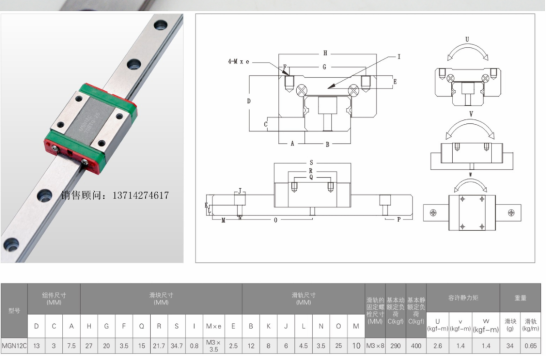 销售顾问：13714274617
H
4-M x e
F
G
I
D
E
C
A
B
U
V
W
S
R
Q
J
M
O
P
型号
组件尺寸
(MM)
滑块尺寸
(MM)
滑轨尺寸
(MM)
滑轨的固定螺栓尺寸(MM)
基本动额定负荷C(kgf)
基本静额定负荷C(kgf)
容许静力矩
重量
D C A H G F Q R S I M×e E B J L K N O M
U (kgf-m) v (kgf-m) w (kgf-m) 滑块(g) 滑轨(kg/m)
MGN12C 13 3 7.5 27 20 3.5 15 21.7 34.7 0.8 M3×3.5 2.5 12 8 6 4.5 3.5 25 10 M3×8 290 400 2.6 1.4 1.4 34 0.65